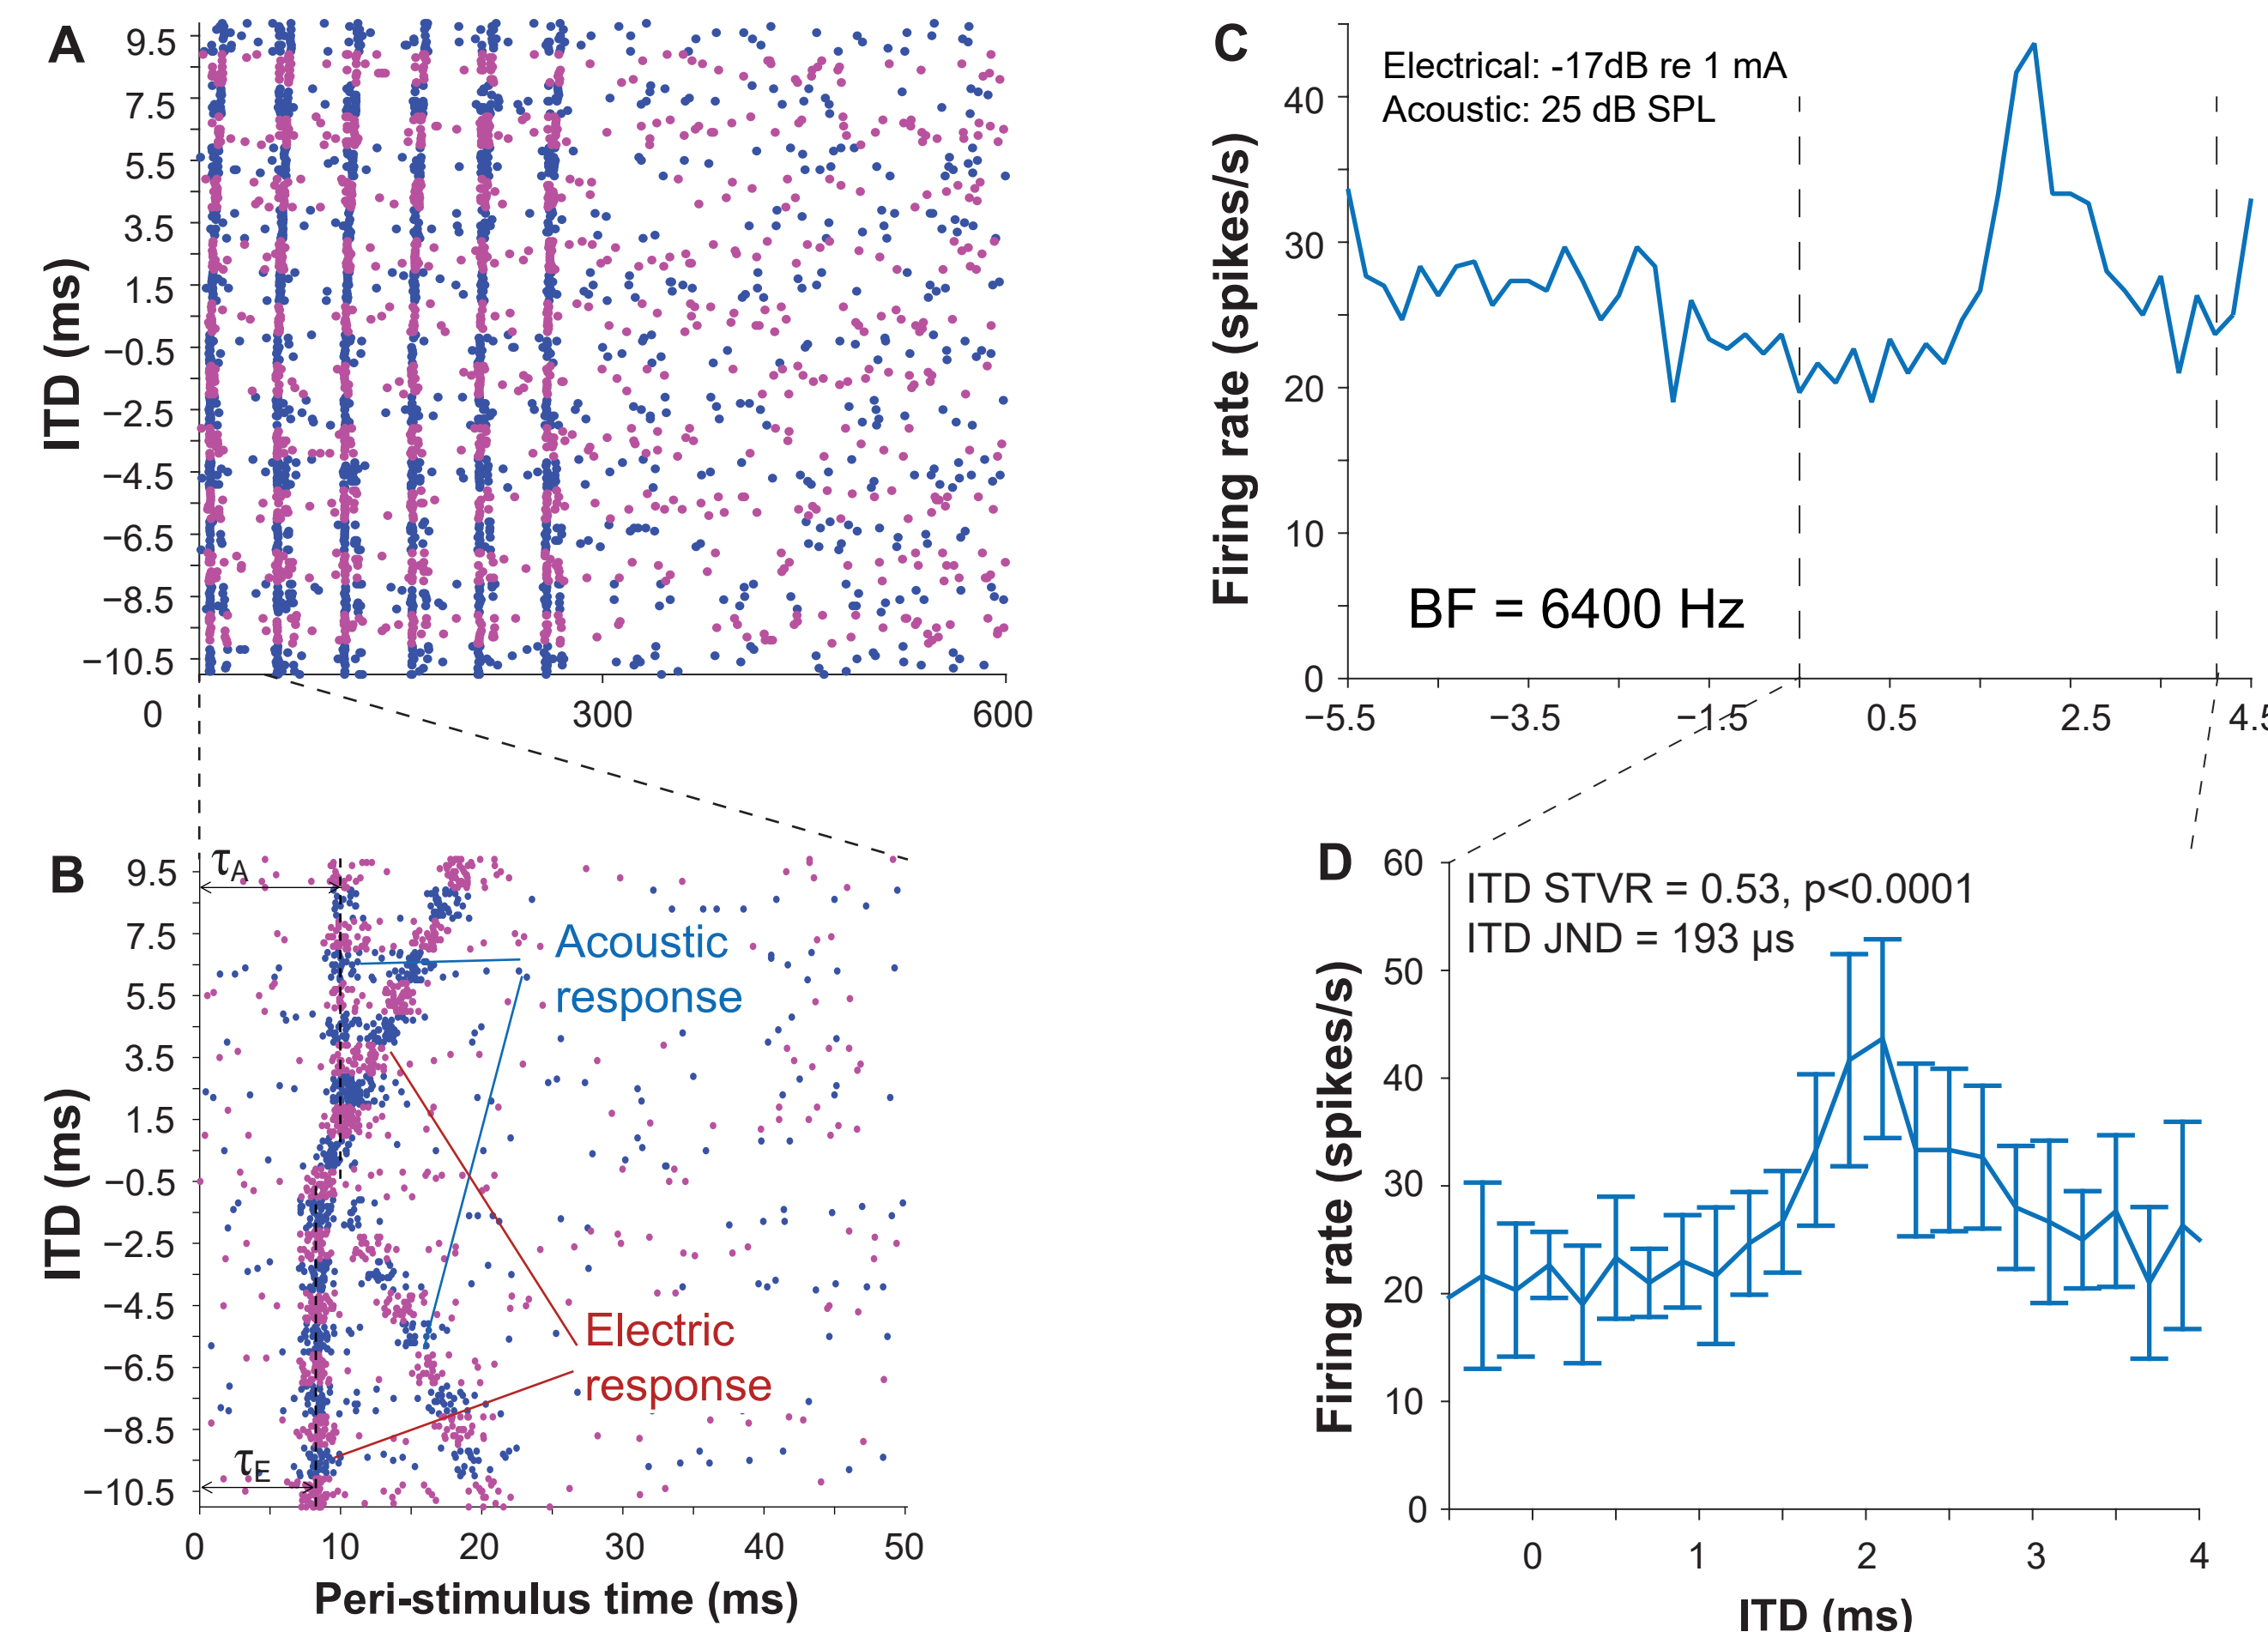 A
ITD (ms)
9.5
7.5
5.5
3.5
1.5
−0.5
−2.5
−4.5
−6.5
−8.5
−10.5
0
300
600
B
ITD (ms)
9.5
7.5
5.5
3.5
1.5
−0.5
−2.5
−4.5
−6.5
−8.5
−10.5
τA
τE
Acoustic
response
Electric
response
0
10
20
30
40
50
Peri-stimulus time (ms)
C
Electrical: -17dB re 1 mA
Acoustic: 25 dB SPL
Firing rate (spikes/s)
40
30
20
10
0
BF = 6400 Hz
−5.5
−3.5
−1.5
0.5
2.5
4.5
D
ITD STVR = 0.53, p<0.0001
ITD JND = 193 µs
Firing rate (spikes/s)
60
50
40
30
20
10
0
0
1
2
3
4
ITD (ms)